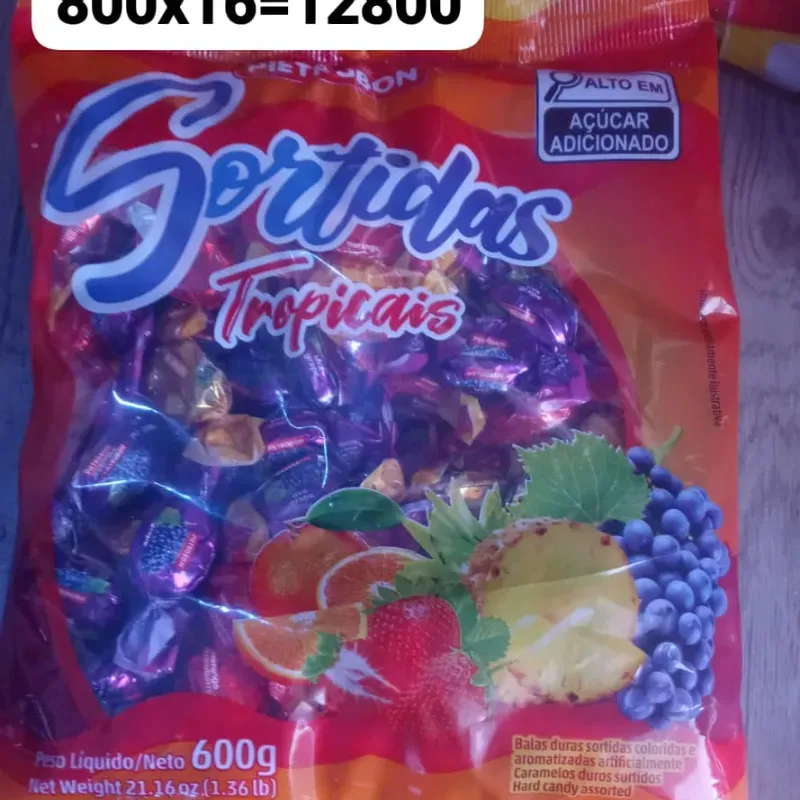 800x16=12800
PIETROBON
ALTO EM
AÇÚCAR
ADICIONADO
Sortidas
Tropicais
Peso Líquido/Neto 600g
Net Weight 21.16 oz (1.36 lb)
Balas duras sortidas coloridas e
aromatizadas artificialmente
Caramelos duros surtidos
Hard candy assorted